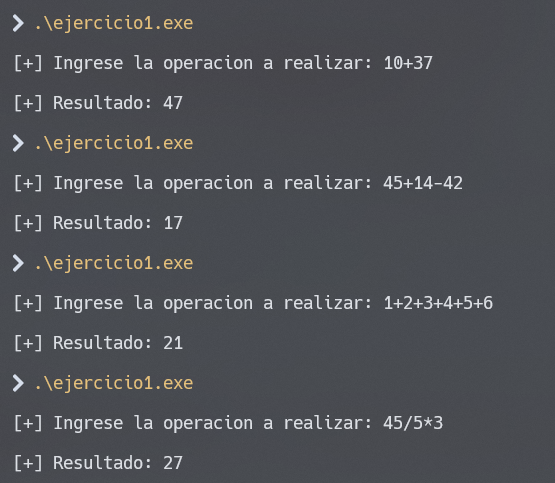 ❯ .\ejercicio1.exe
[+] Ingrese la operacion a realizar: 10+37
[+] Resultado: 47
❯ .\ejercicio1.exe
[+] Ingrese la operacion a realizar: 45+14-42
[+] Resultado: 17
❯ .\ejercicio1.exe
[+] Ingrese la operacion a realizar: 1+2+3+4+5+6
[+] Resultado: 21
❯ .\ejercicio1.exe
[+] Ingrese la operacion a realizar: 45/5*3
[+] Resultado: 27